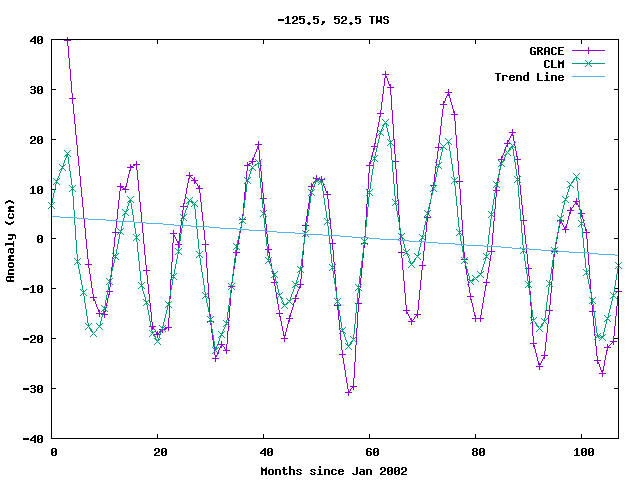 -125.5, 52.5 TWS
GRACE
CLM
Trend Line
Anomaly (cm)
40
30
20
10
0
-10
-20
-30
-40
0 20 40 60 80 100
Months since Jan 2002